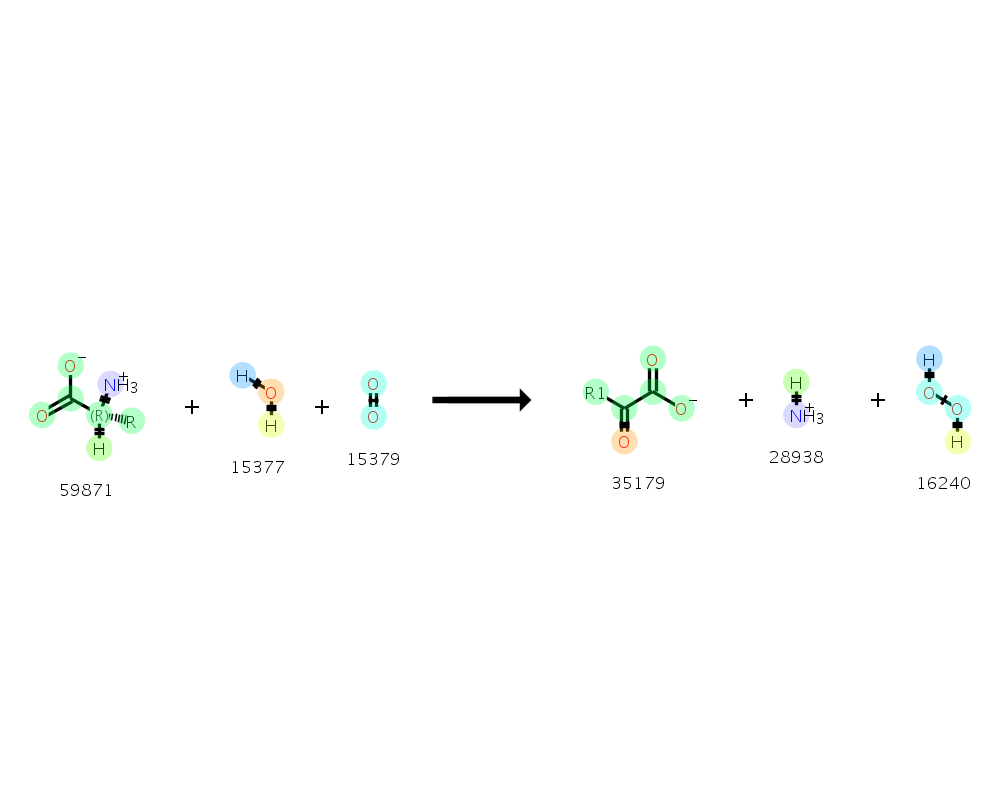 O−
NH3+
O
(R)
R
H
59871
+
H
O
H
15377
+
O
O
15379
R1
O
O−
O
35179
+
H
NH3+
28938
+
H
O
O
H
16240